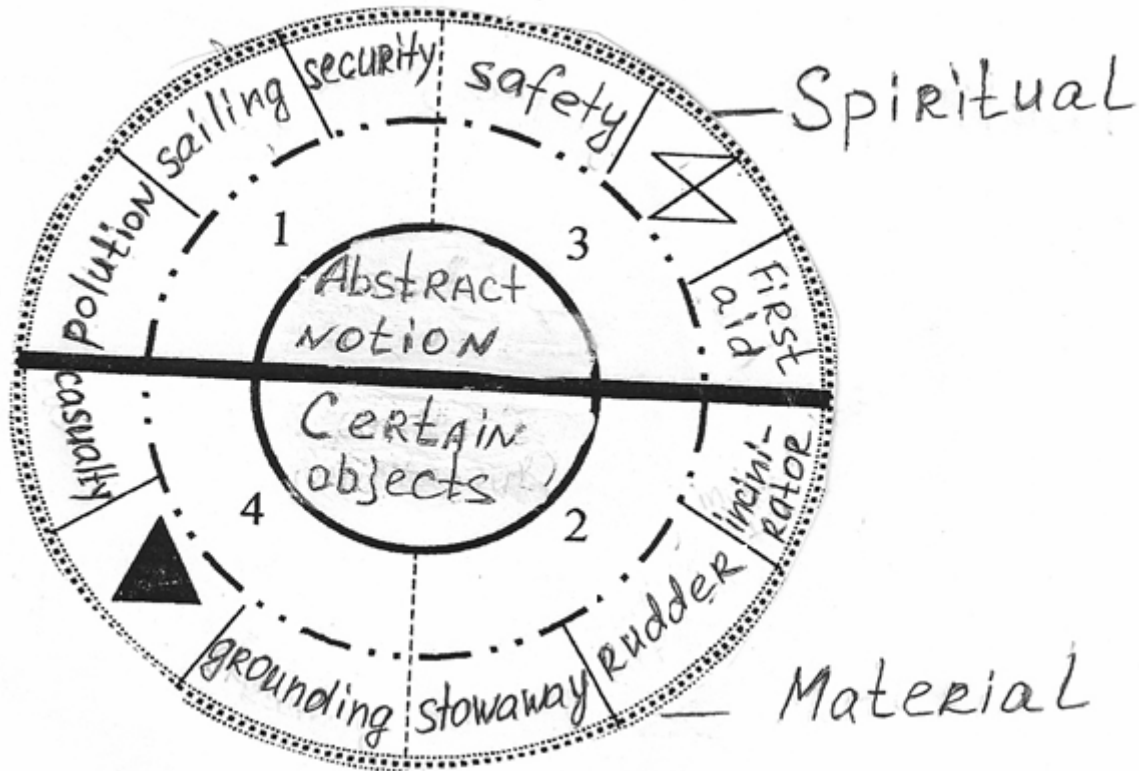 security
safety
Spiritual
sailing
polution
1
3
First
aid
Abstract
notion
Certain
objects
casnalty
4
2
incini-
rator
rudder
grounding
stowaway
Material